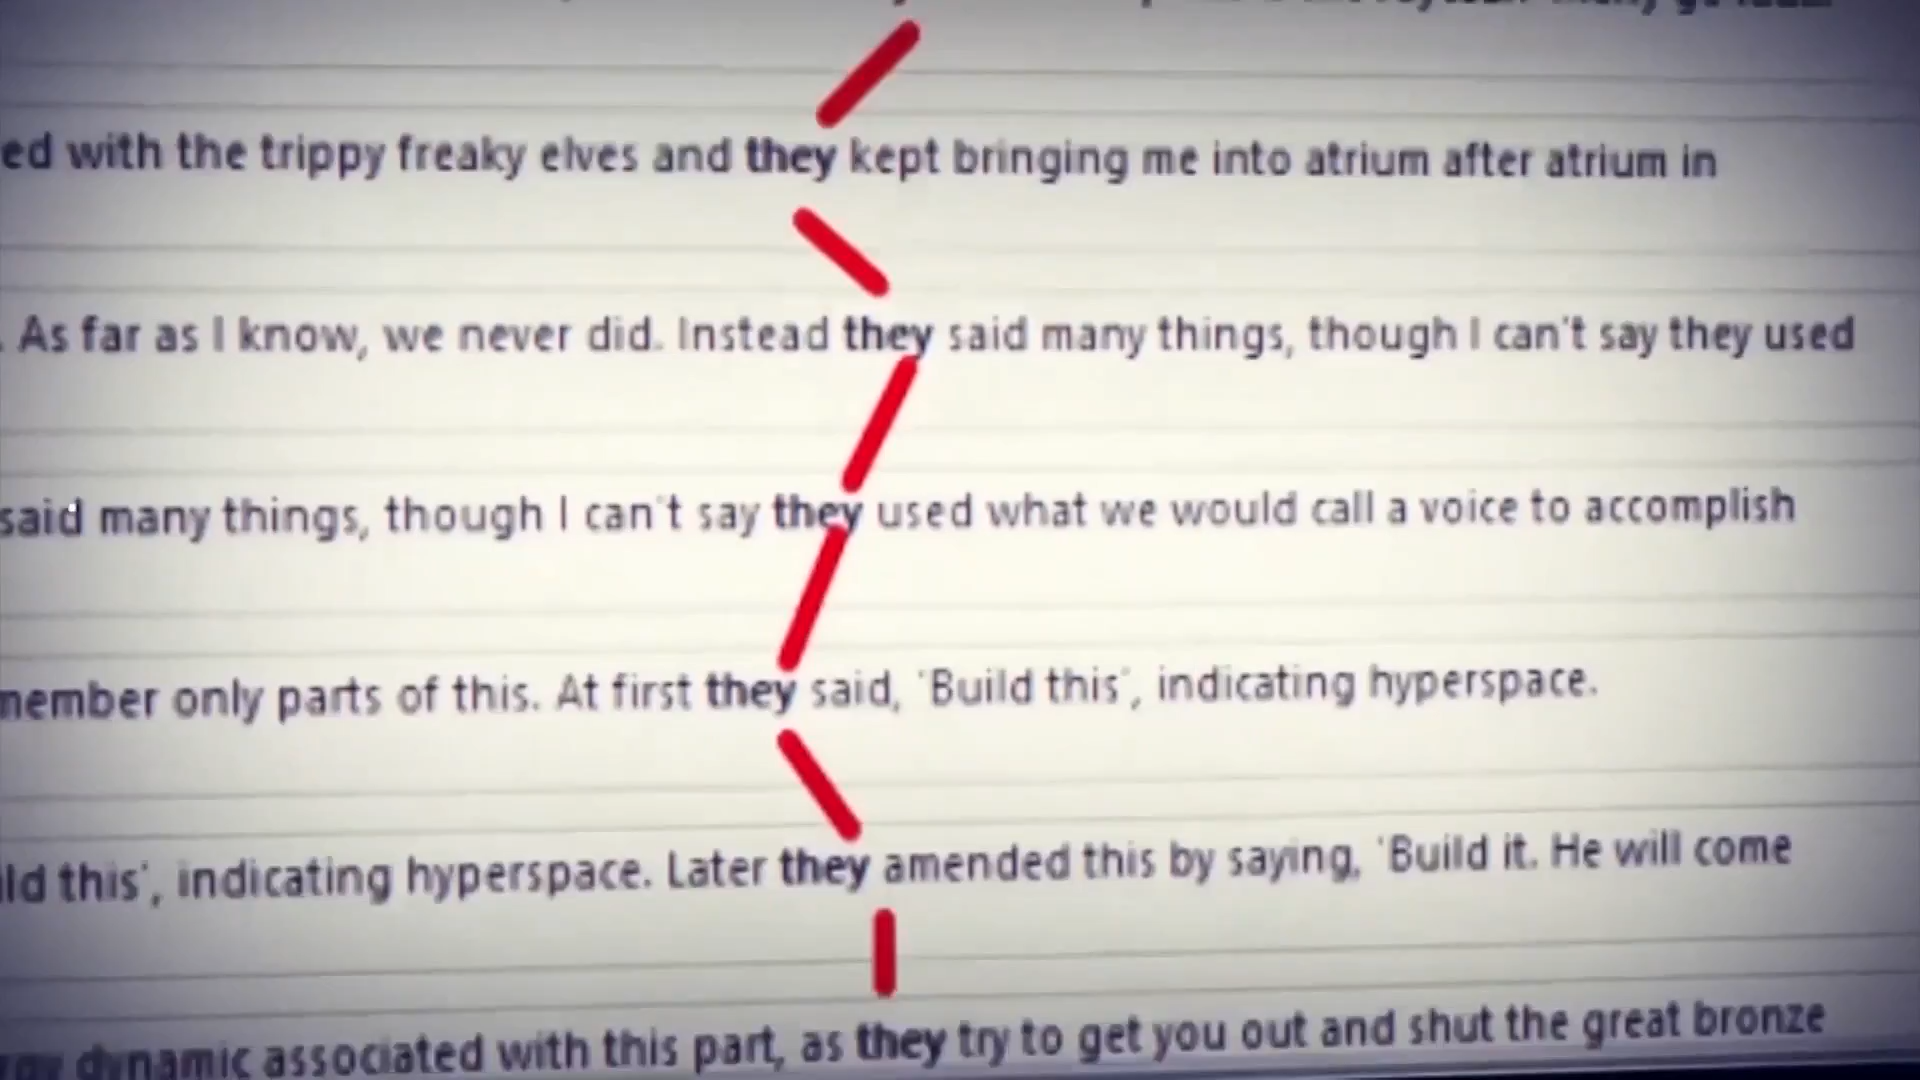 ed with the trippy freaky elves and they kept bringing me into atrium after atrium in
. As far as I know, we never did. Instead they said many things, though I can't say they used
said many things, though I can't say they used what we would call a voice to accomplish
member only parts of this. At first they said, 'Build this', indicating hyperspace.
ld this', indicating hyperspace. Later they amended this by saying, 'Build it. He will come
dynamic associated with this part, as they try to get you out and shut the great bronze